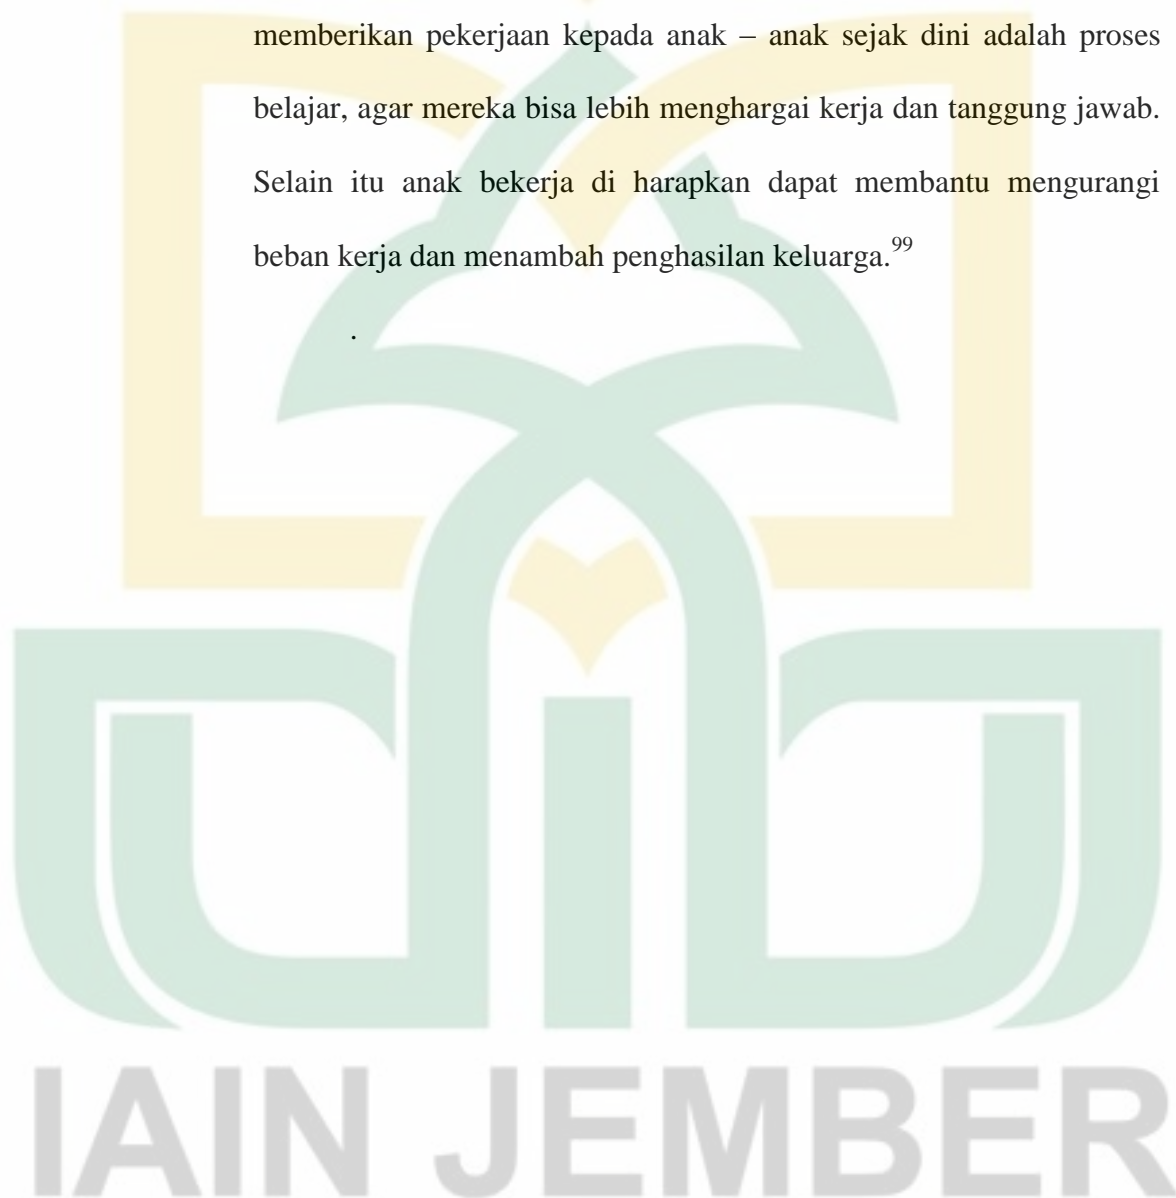 memberikan pekerjaan kepada anak – anak sejak dini adalah proses
belajar, agar mereka bisa lebih menghargai kerja dan tanggung jawab.
Selain itu anak bekerja di harapkan dapat membantu mengurangi
beban kerja dan menambah penghasilan keluarga.99
.
IAIN JEMBER